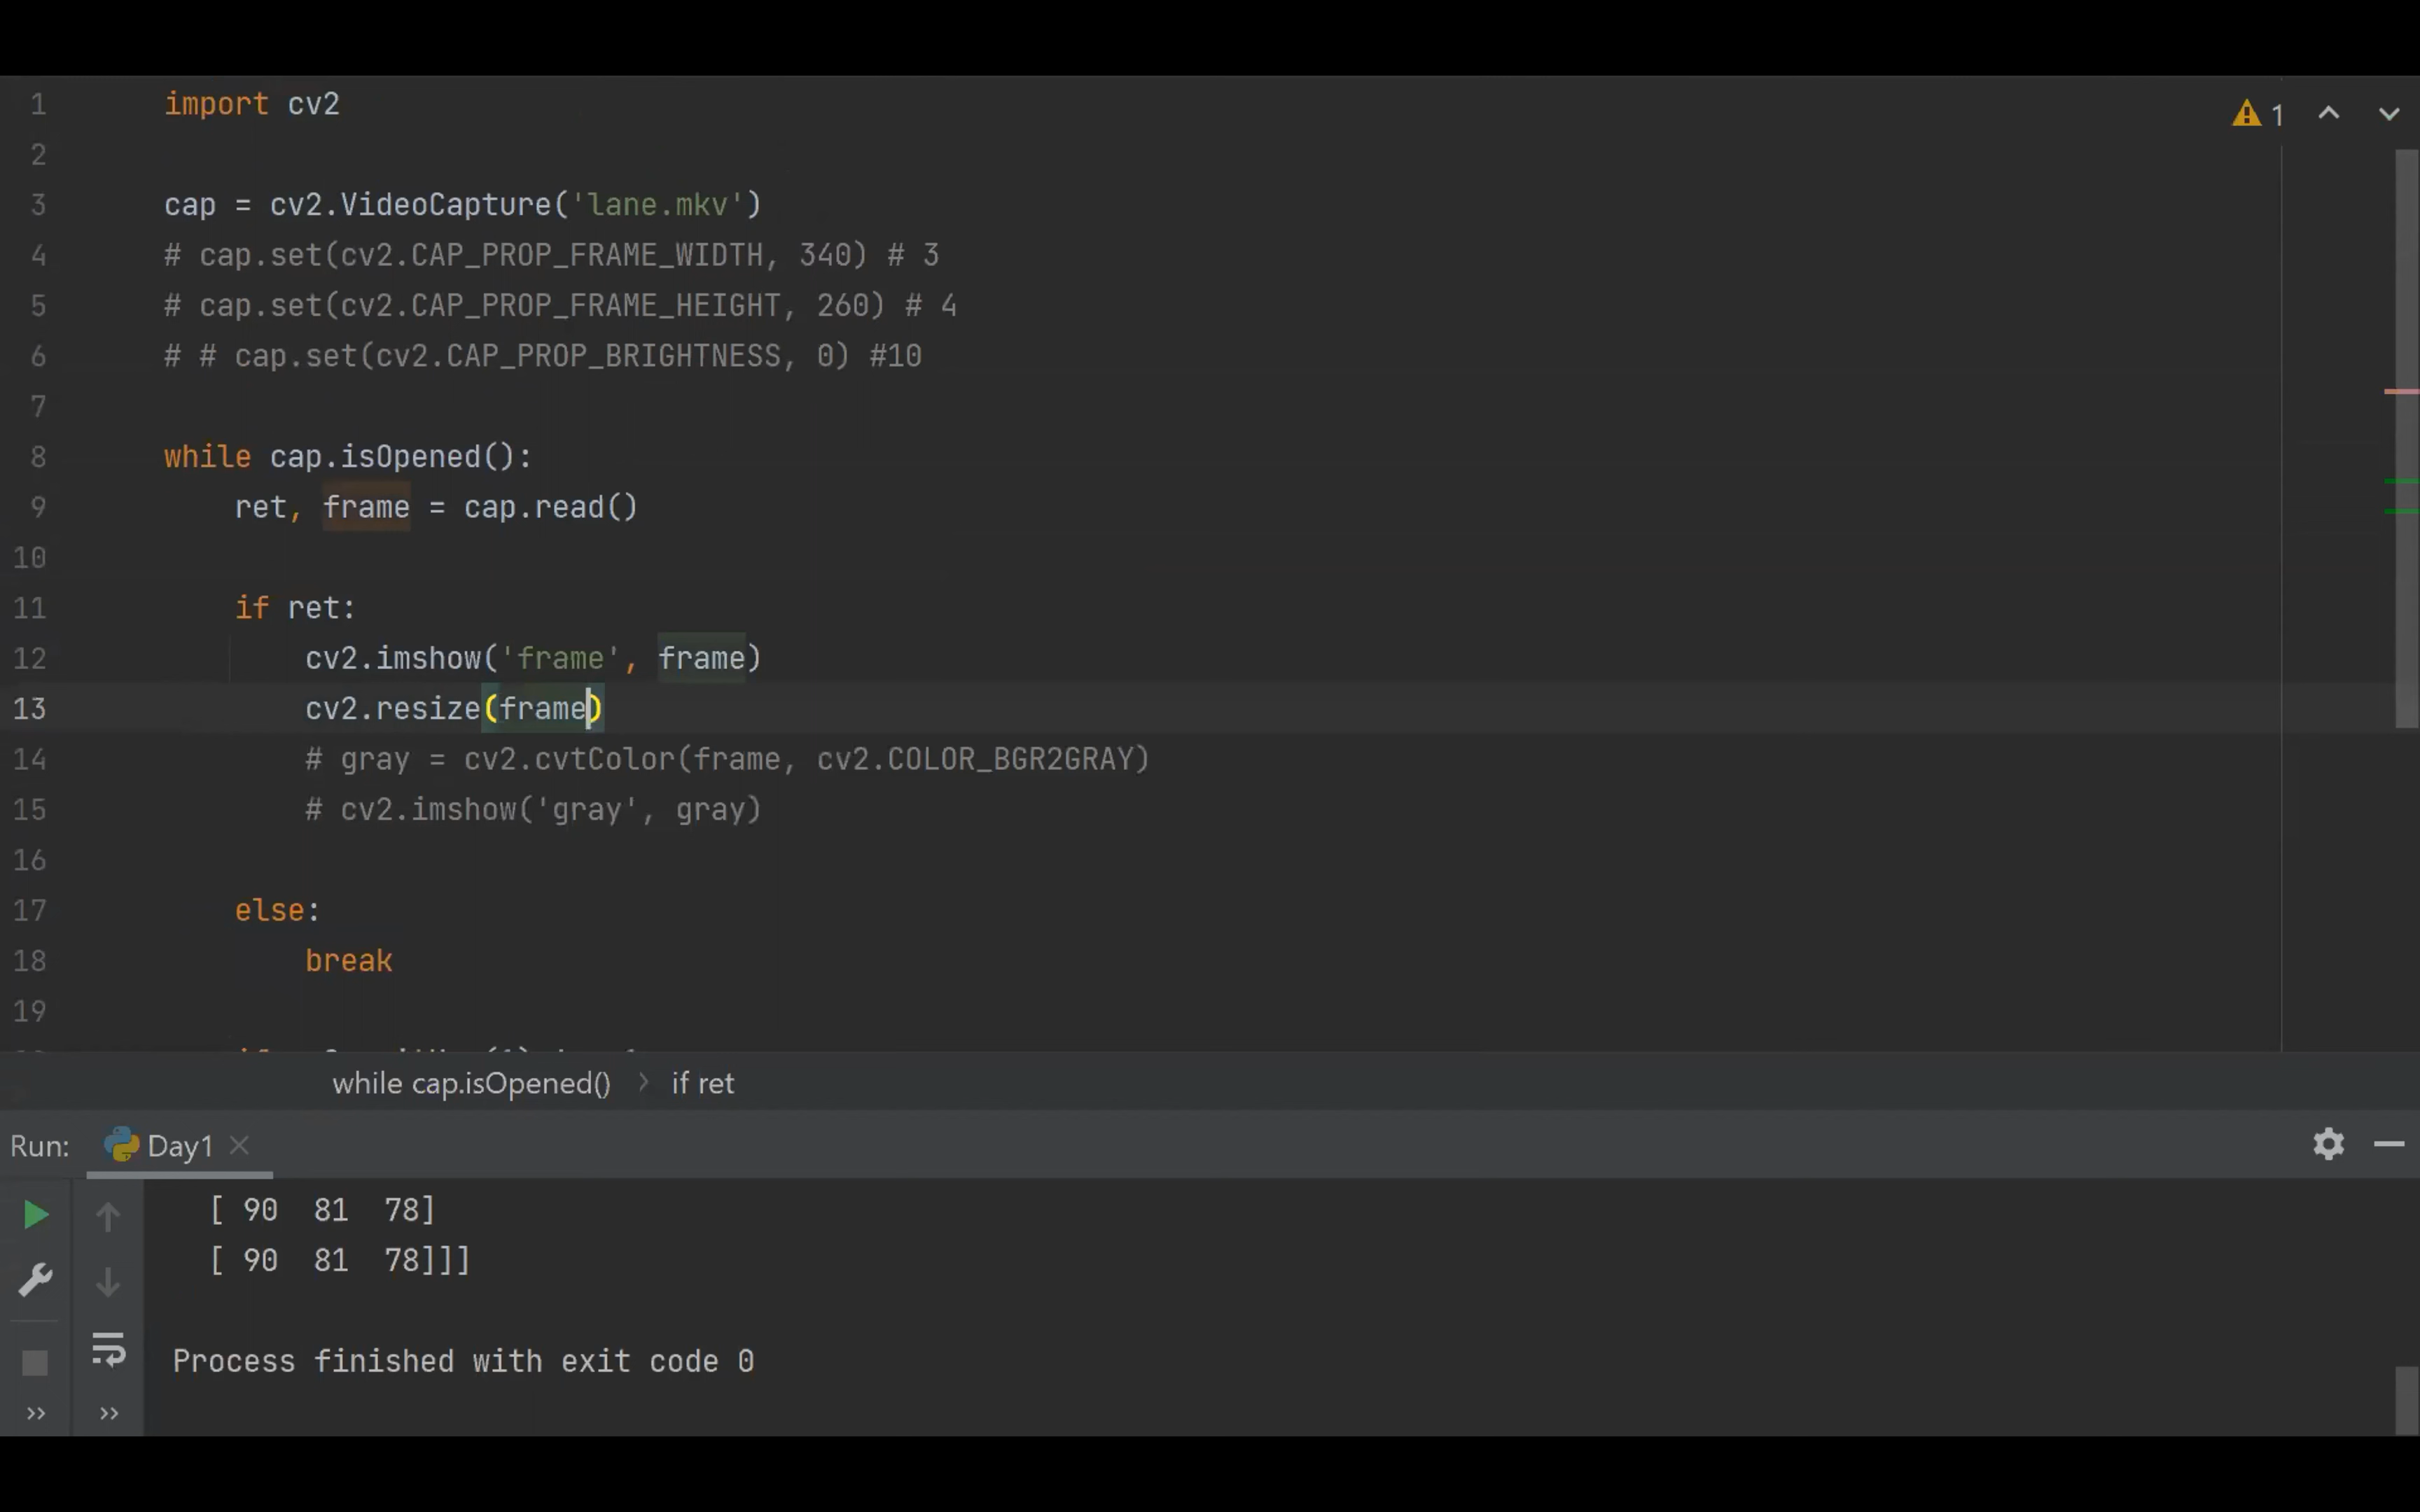 1 import cv2
2
3 cap = cv2.VideoCapture('lane.mkv')
4 # cap.set(cv2.CAP_PROP_FRAME_WIDTH, 340) # 3
5 # cap.set(cv2.CAP_PROP_FRAME_HEIGHT, 260) # 4
6 # # cap.set(cv2.CAP_PROP_BRIGHTNESS, 0) #10
7
8 while cap.isOpened():
9 ret, frame = cap.read()
10
11 if ret:
12 cv2.imshow('frame', frame)
13 cv2.resize(frame)
14 # gray = cv2.cvtColor(frame, cv2.COLOR_BGR2GRAY)
15 # cv2.imshow('gray', gray)
16
17 else:
18 break
19
1
while cap.isOpened() › if ret
Run: Day1
[ 90 81 78]
[ 90 81 78]]]
Process finished with exit code 0